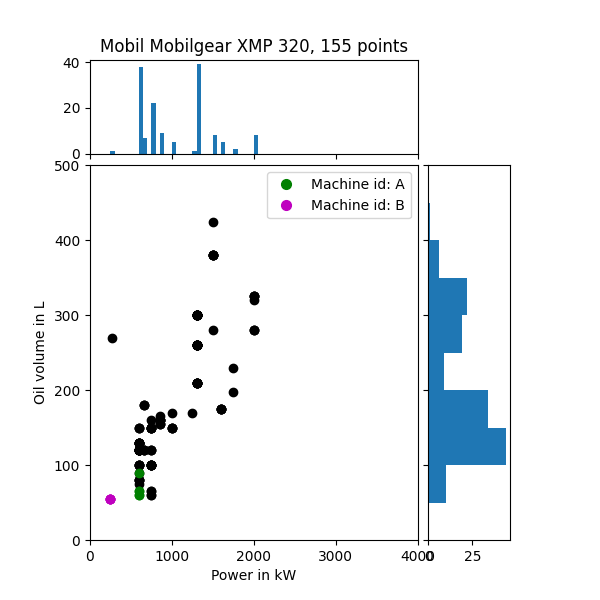 Mobil Mobilgear XMP 320, 155 points
40
20
0
500
400
300
200
100
0
Oil volume in L
Machine id: A
Machine id: B
0 1000 2000 3000 4000
0 25
Power in kW